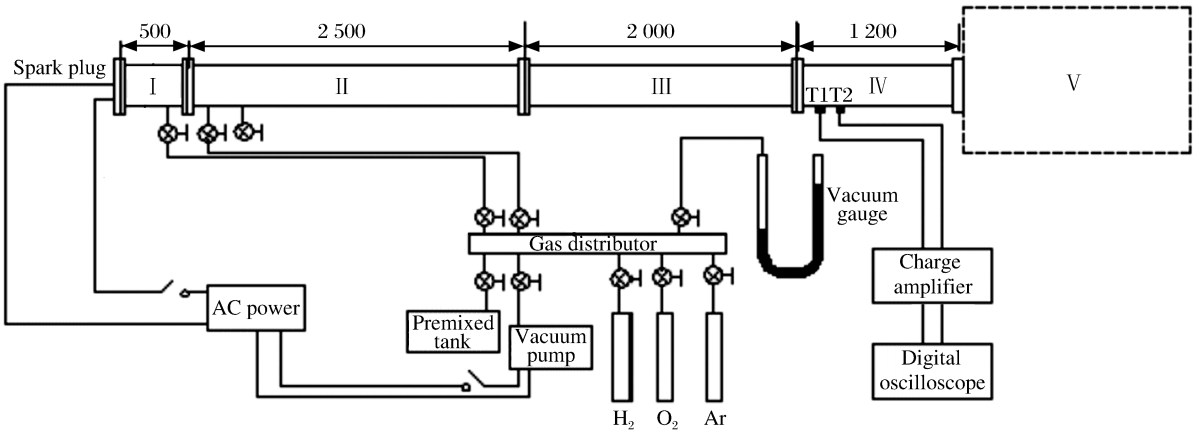 500
2 500
2 000
1 200
Spark plug
Ⅰ
Ⅱ
Ⅲ
Ⅳ
Ⅴ
T1T2
Vacuum
gauge
Gas distributor
Charge
amplifier
AC power
Premixed
tank
Vacuum
pump
Digital
oscilloscope
H₂
O₂
Ar